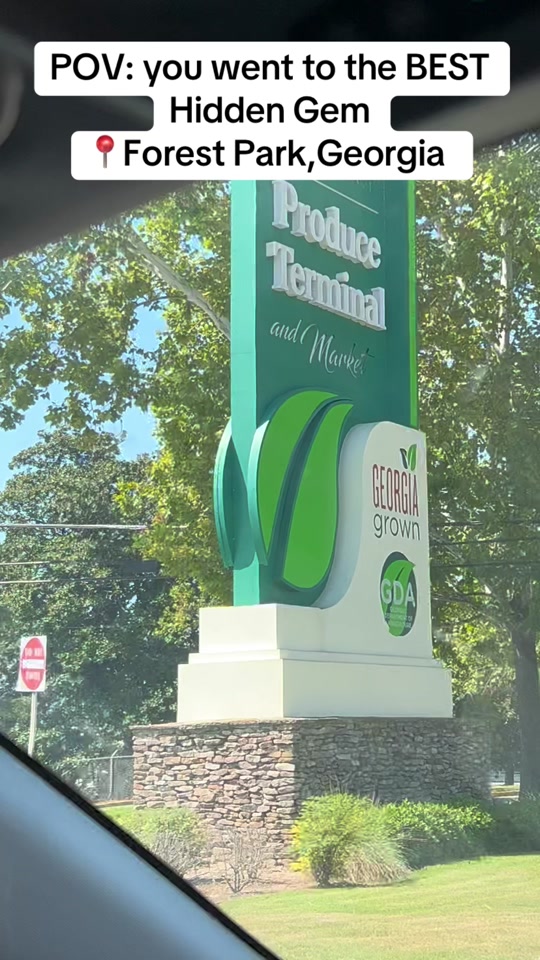 POV: you went to the BEST
Hidden Gem
📍Forest Park,Georgia
Produce
Terminal
and Market
GEORGIA
grown
GDA